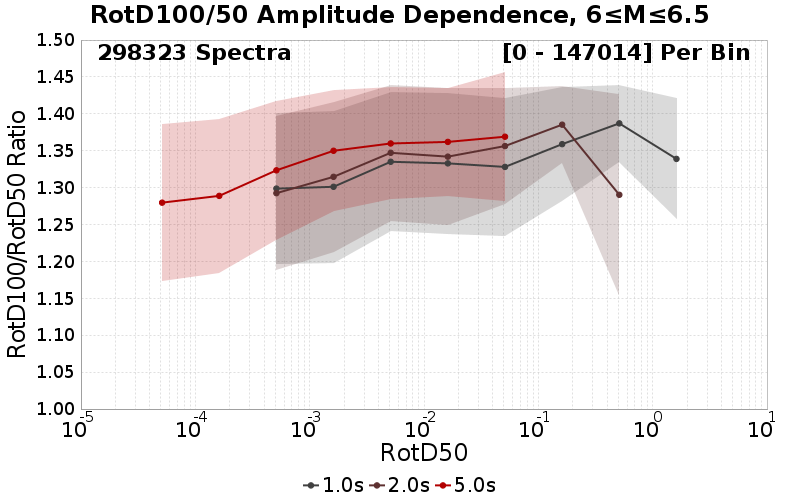 RotD100/50 Amplitude Dependence, 6≤M≤6.5
298323 Spectra
[0 - 147014] Per Bin
RotD100/RotD50 Ratio
1.50
1.45
1.40
1.35
1.30
1.25
1.20
1.15
1.10
1.05
1.00
10⁻⁵ 10⁻⁴ 10⁻³ 10⁻² 10⁻¹ 10⁰ 10¹
RotD50
1.0s 2.0s 5.0s